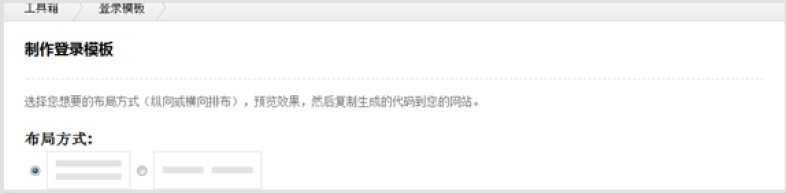 工具箱 登录模板
制作登录模板
选择您想要的布局方式（纵向或横向排布），预览效果，然后复制生成的代码到您的网站。
布局方式: